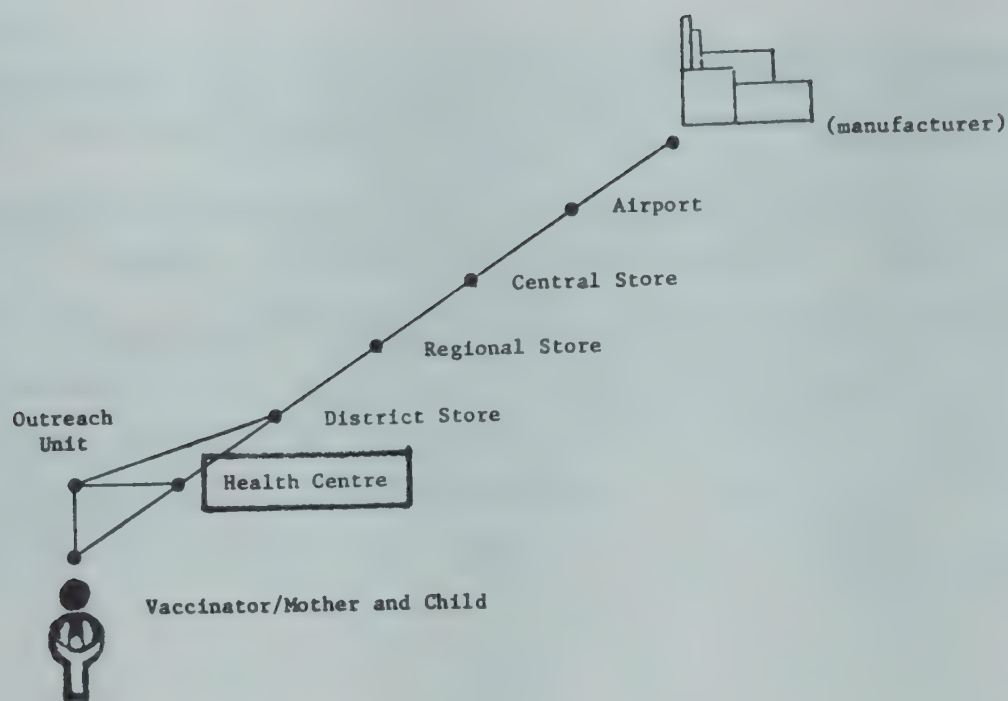 (manufacturer)
Airport
Central Store
Regional Store
District Store
Outreach
Unit
Health Centre
Vaccinator/Mother and Child